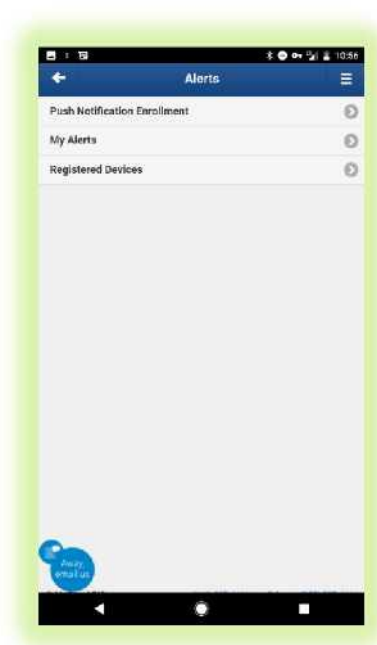 10:56
Alerts
Push Notification Enrollment
My Alerts
Registered Devices
Away,
email us